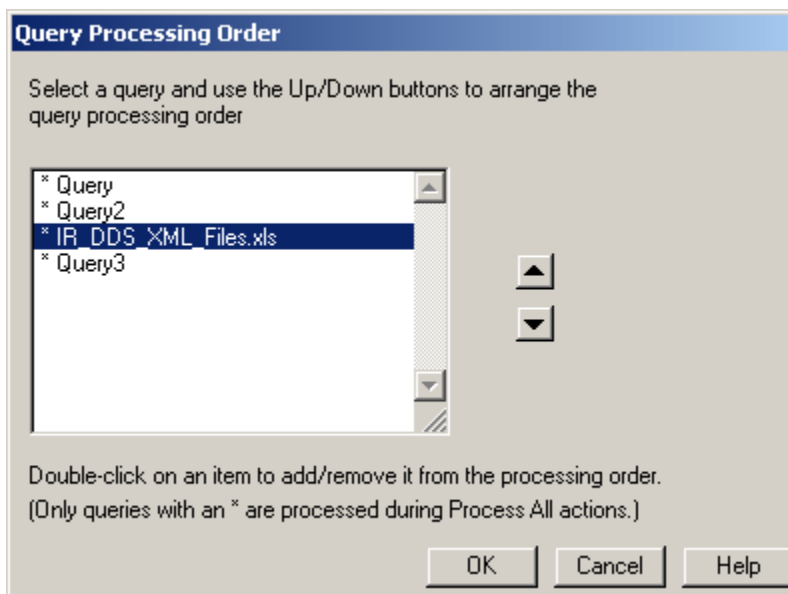 Query Processing Order
Select a query and use the Up/Down buttons to arrange the
query processing order
* Query
* Query2
* IR_DDS_XML_Files.xls
* Query3
Double-click on an item to add/remove it from the processing order.
(Only queries with an * are processed during Process All actions.)
OK Cancel Help